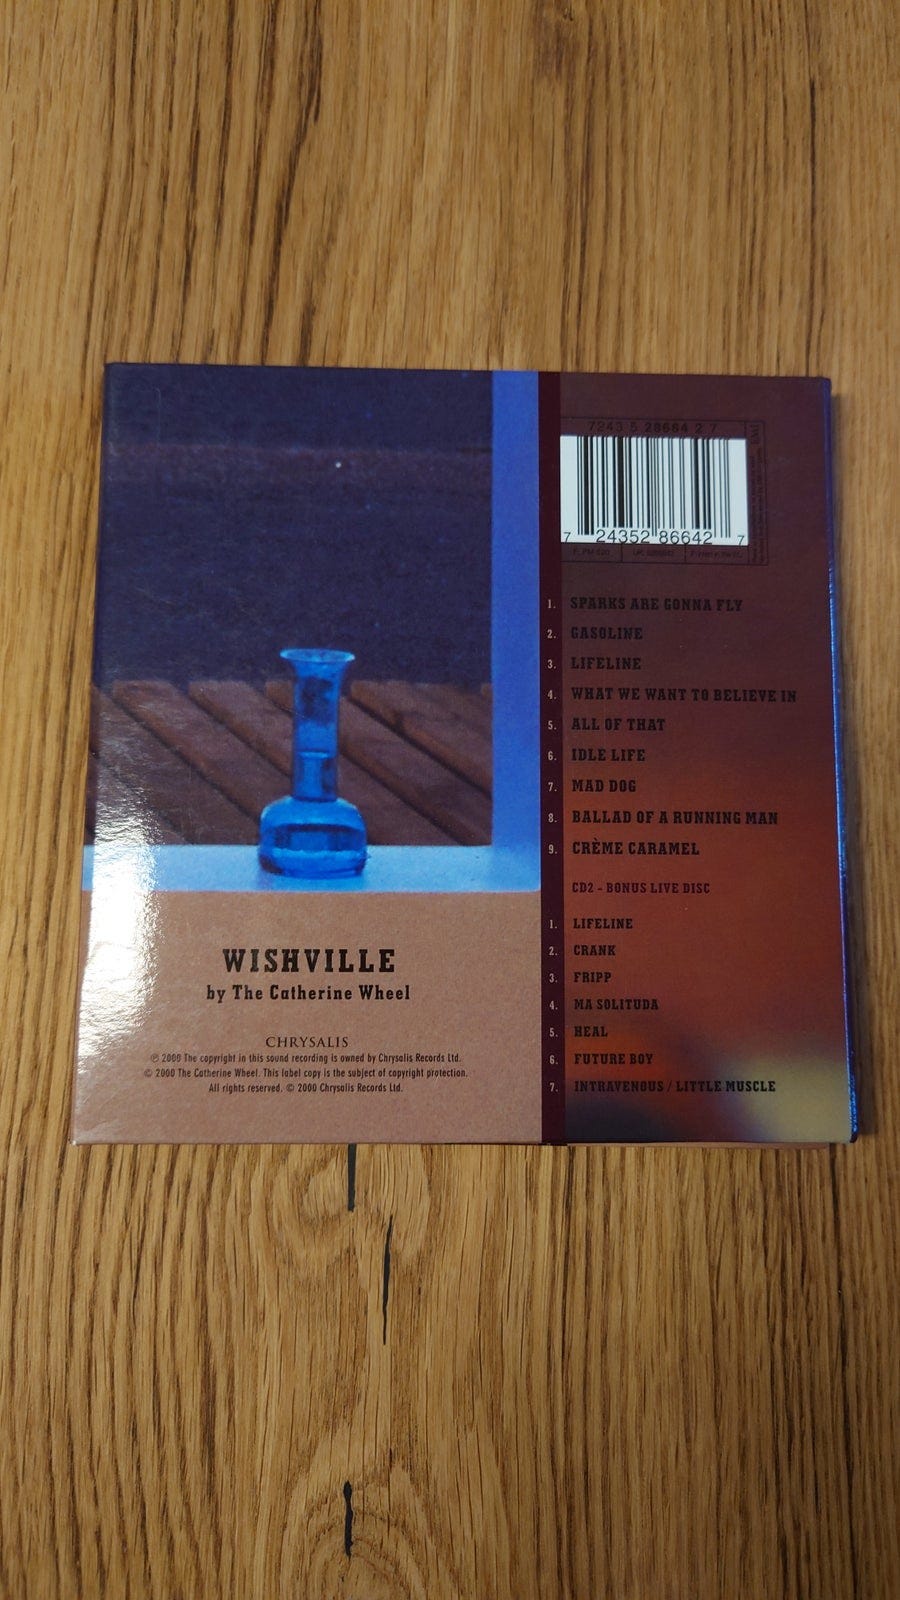 WISHVILLE
by The Catherine Wheel
CHRYSALIS
℗ 2000 The copyright in this sound recording is owned by Chrysalis Records Ltd.
© 2000 The Catherine Wheel. This label copy is the subject of copyright protection.
All rights reserved. © 2000 Chrysalis Records Ltd.
7243 5 28664 2 7
7 24352 86642 7
1. SPARKS ARE GONNA FLY
2. GASOLINE
3. LIFELINE
4. WHAT WE WANT TO BELIEVE IN
5. ALL OF THAT
6. IDLE LIFE
7. MAD DOG
8. BALLAD OF A RUNNING MAN
9. CRÈME CARAMEL
CD2 - BONUS LIVE DISC
1. LIFELINE
2. CRANK
3. FRIPP
4. MA SOLITUDA
5. HEAL
6. FUTURE BOY
7. INTRAVENOUS / LITTLE MUSCLE